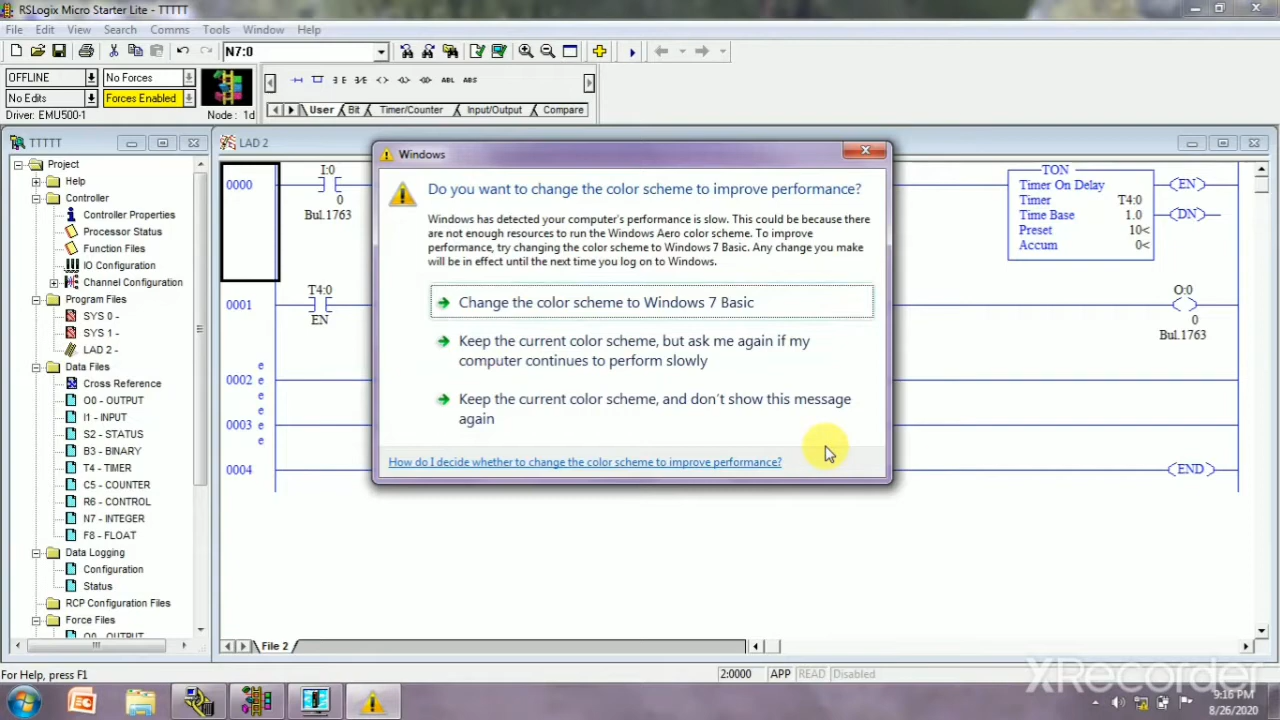 RSLogix Micro Starter Lite - TTTTT
File Edit View Search Comms Tools Window Help
N7:0
OFFLINE No Forces
No Edits Forces Enabled
Driver: EMU500-1 Node : 1d
User Bit Timer/Counter Input/Output Compare
TTTTT
Project
Help
Controller
Controller Properties
Processor Status
Function Files
IO Configuration
Channel Configuration
Program Files
SYS 0 -
SYS 1 -
LAD 2 -
Data Files
Cross Reference
O0 - OUTPUT
I1 - INPUT
S2 - STATUS
B3 - BINARY
T4 - TIMER
C5 - COUNTER
R6 - CONTROL
N7 - INTEGER
F8 - FLOAT
Data Logging
Configuration
Status
RCP Configuration Files
Force Files
O0 - OUTPUT
LAD 2
0000
I:0
0
Bul.1763
TON
Timer On Delay
Timer T4:0
Time Base 1.0
Preset 10<
Accum 0<
EN
DN
0001
T4:0
EN
O:0
0
Bul.1763
e
0002 e
e
e
0003 e
e
0004
END
Windows
Do you want to change the color scheme to improve performance?
Windows has detected your computer's performance is slow. This could be because there
are not enough resources to run the Windows Aero color scheme. To improve
performance, try changing the color scheme to Windows 7 Basic. Any change you make
will be in effect until the next time you log on to Windows.
Change the color scheme to Windows 7 Basic
Keep the current color scheme, but ask me again if my
computer continues to perform slowly
Keep the current color scheme, and don't show this message
again
How do I decide whether to change the color scheme to improve performance?
File 2
For Help, press F1
2:0000 APP READ Disabled
XRecorder
9:16 PM
8/26/2020